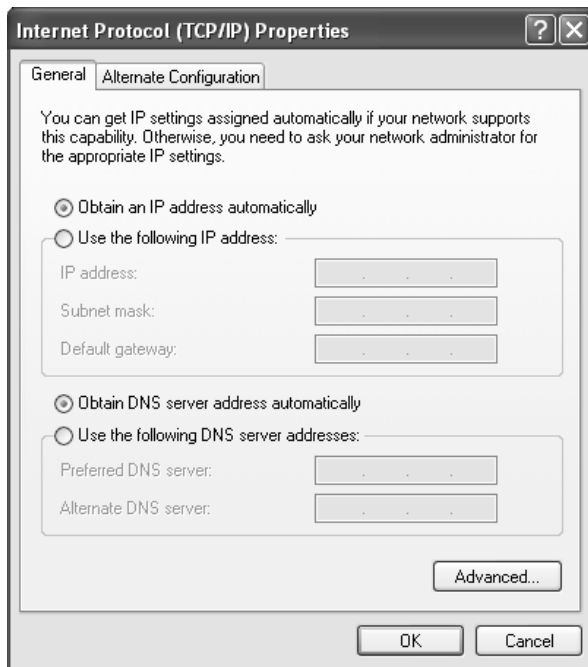 Internet Protocol (TCP/IP) Properties
General
Alternate Configuration
You can get IP settings assigned automatically if your network supports
this capability. Otherwise, you need to ask your network administrator for
the appropriate IP settings.
Obtain an IP address automatically
Use the following IP address:
IP address:
Subnet mask:
Default gateway:
Obtain DNS server address automatically
Use the following DNS server addresses:
Preferred DNS server:
Alternate DNS server:
Advanced...
OK
Cancel